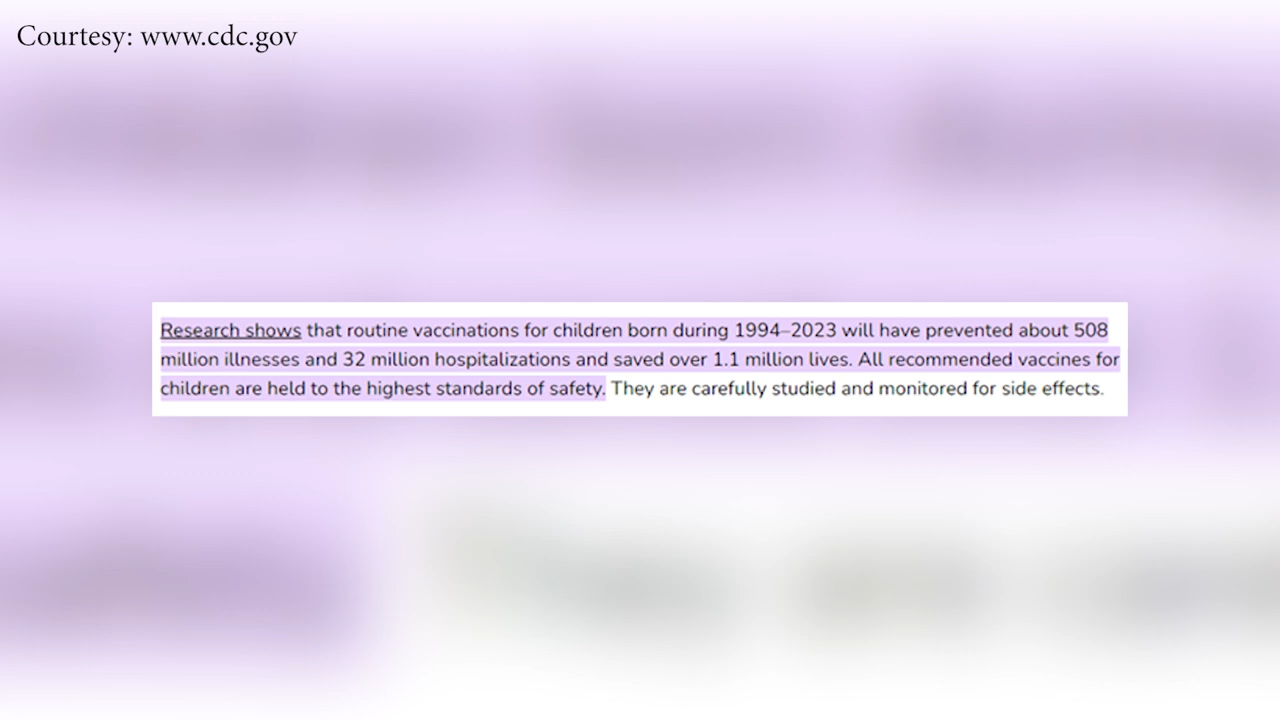 Courtesy: www.cdc.gov
Research shows that routine vaccinations for children born during 1994–2023 will have prevented about 508
million illnesses and 32 million hospitalizations and saved over 1.1 million lives. All recommended vaccines for
children are held to the highest standards of safety. They are carefully studied and monitored for side effects.